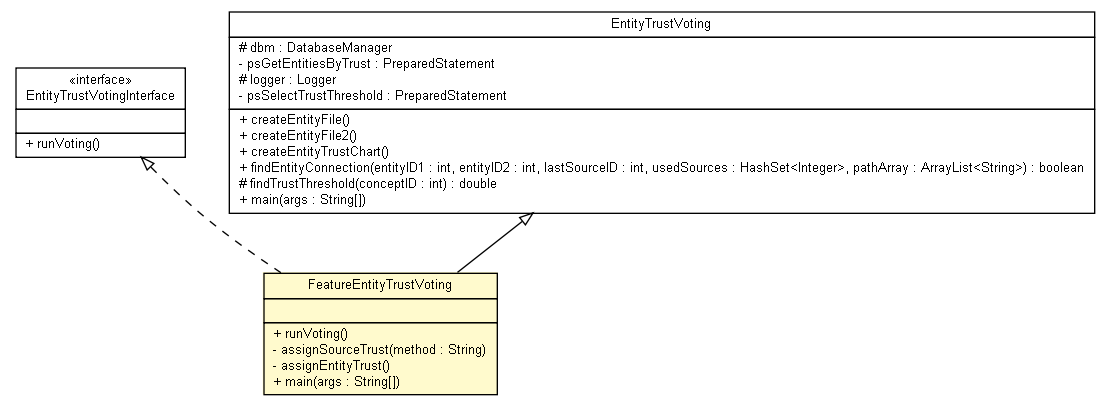 «interface»
EntityTrustVotingInterface
+ runVoting()
EntityTrustVoting
# dbm : DatabaseManager
- psGetEntitiesByTrust : PreparedStatement
# logger : Logger
- psSelectTrustThreshold : PreparedStatement
+ createEntityFile()
+ createEntityFile2()
+ createEntityTrustChart()
+ findEntityConnection(entityID1 : int, entityID2 : int, lastSourceID : int, usedSources : HashSet<Integer>, pathArray : ArrayList<String>) : boolean
# findTrustThreshold(conceptID : int) : double
+ main(args : String[])
FeatureEntityTrustVoting
+ runVoting()
- assignSourceTrust(method : String)
- assignEntityTrust()
+ main(args : String[])